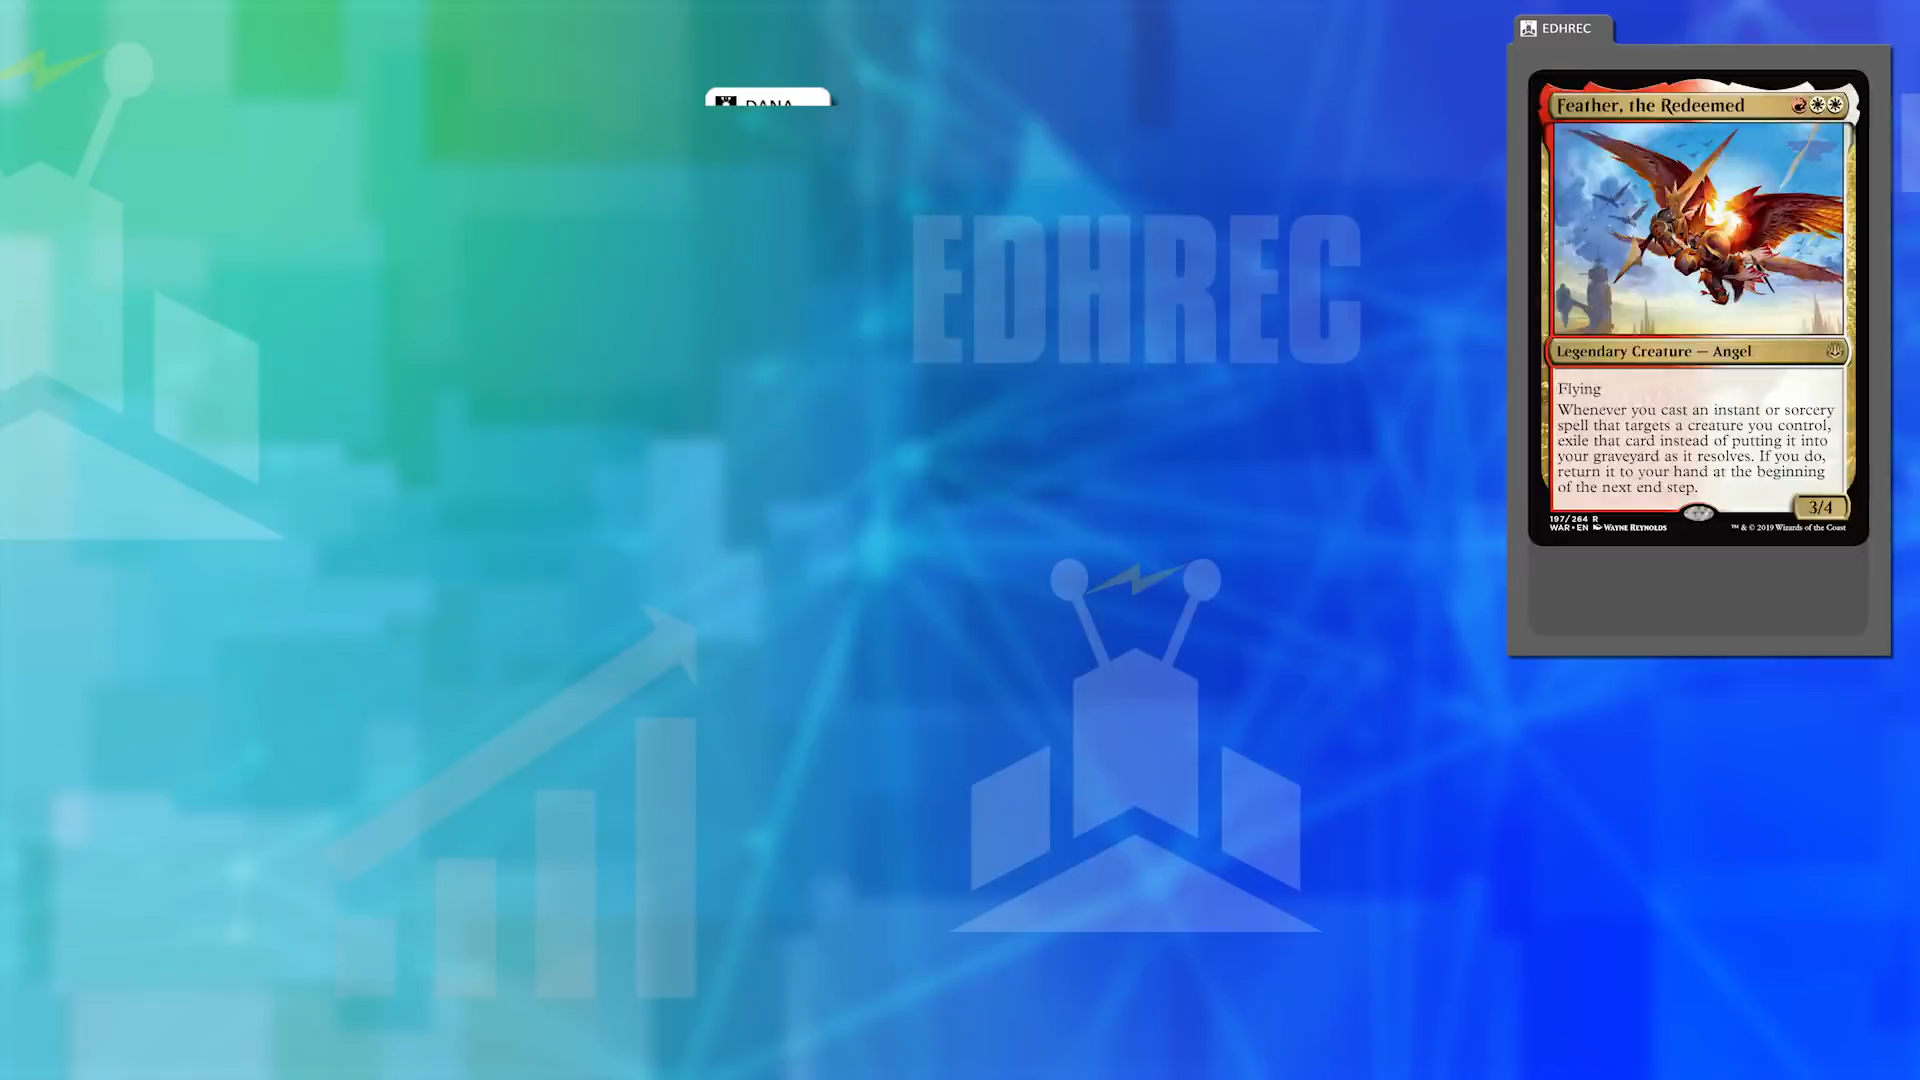 DANA
EDHREC
EDHREC
Feather, the Redeemed
Legendary Creature — Angel
Flying
Whenever you cast an instant or sorcery
spell that targets a creature you control,
exile that card instead of putting it into
your graveyard as it resolves. If you do,
return it to your hand at the beginning
of the next end step.
3/4
197/264 R
WAR • EN Wayne Reynolds
™ & © 2019 Wizards of the Coast